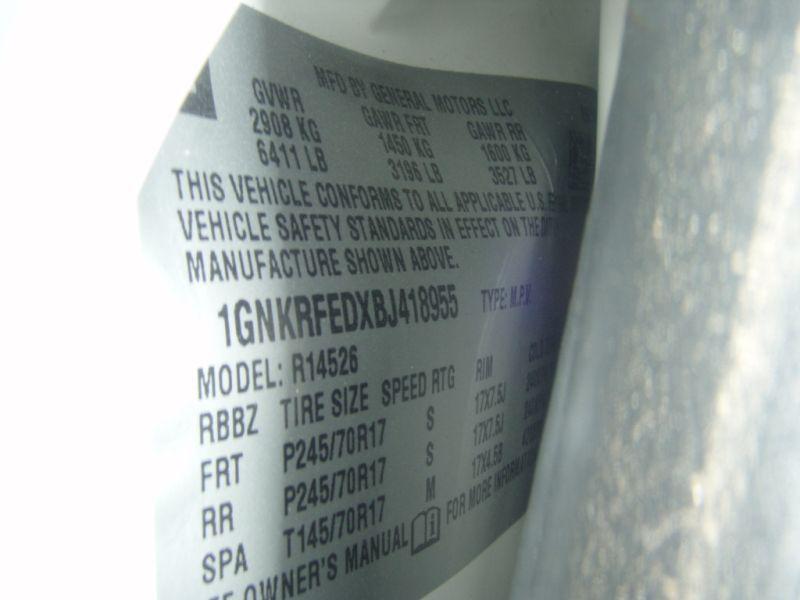 MFD BY GENERAL MOTORS LLC
GVWR GAWR FRT GAWR RR
2908 KG 1450 KG 1600 KG
6411 LB 3196 LB 3527 LB
THIS VEHICLE CONFORMS TO ALL APPLICABLE U.S.
VEHICLE SAFETY STANDARDS IN EFFECT ON THE
MANUFACTURE SHOWN ABOVE.
1GNKRFEDXBJ418955 TYPE: M.P.V.
MODEL: R14526
RBBZ TIRE SIZE SPEED RTG RIM
FRT P245/70R17 S 17X7.5J
RR P245/70R17 S 17X7.5J
SPA T145/70R17 M 17X4.5B
OWNER'S MANUAL FOR MORE INFORMATION